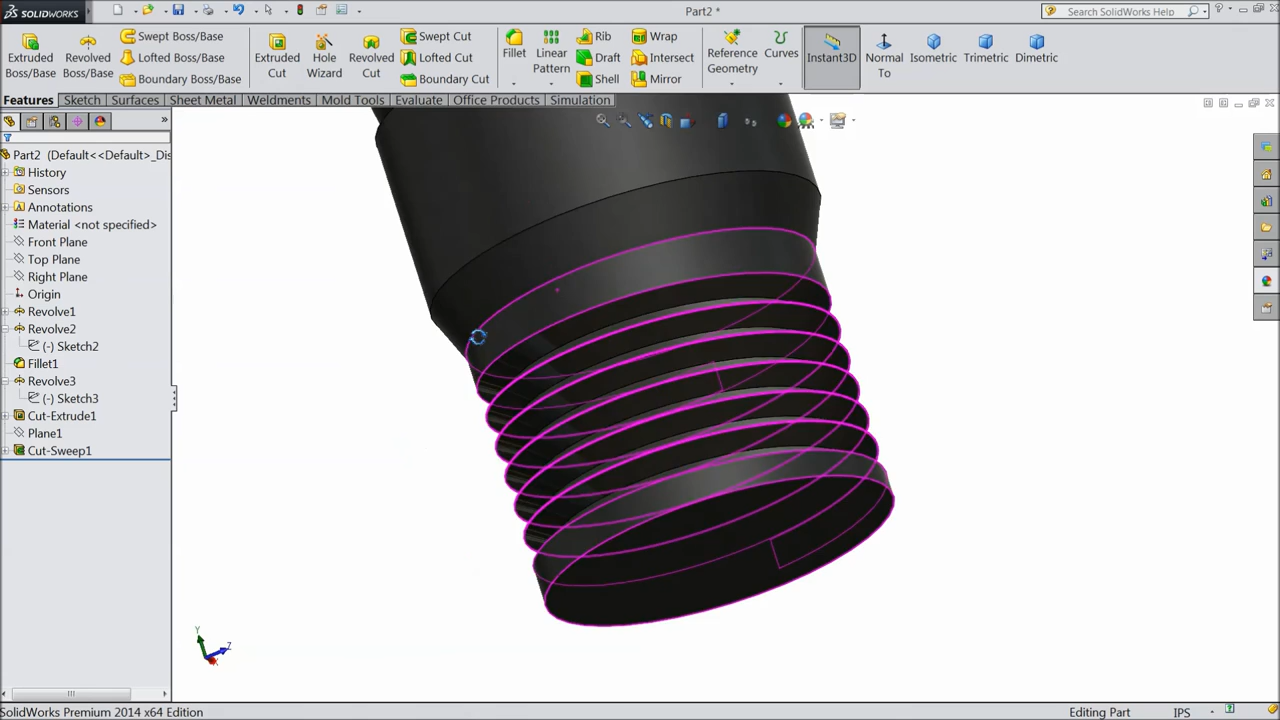 SOLIDWORKS
Part2 *
Search SolidWorks Help
Extruded Boss/Base
Revolved Boss/Base
Swept Boss/Base
Lofted Boss/Base
Boundary Boss/Base
Extruded Cut
Hole Wizard
Revolved Cut
Swept Cut
Lofted Cut
Boundary Cut
Fillet
Linear Pattern
Rib
Draft
Shell
Wrap
Intersect
Mirror
Reference Geometry
Curves
Instant3D
Normal To
Isometric
Trimetric
Dimetric
Features
Sketch
Surfaces
Sheet Metal
Weldments
Mold Tools
Evaluate
Office Products
Simulation
Part2 (Default<<Default>_Dis
History
Sensors
Annotations
Material <not specified>
Front Plane
Top Plane
Right Plane
Origin
Revolve1
Revolve2
(-) Sketch2
Fillet1
Revolve3
(-) Sketch3
Cut-Extrude1
Plane1
Cut-Sweep1
Y
Z
X
SolidWorks Premium 2014 x64 Edition
Editing Part
IPS